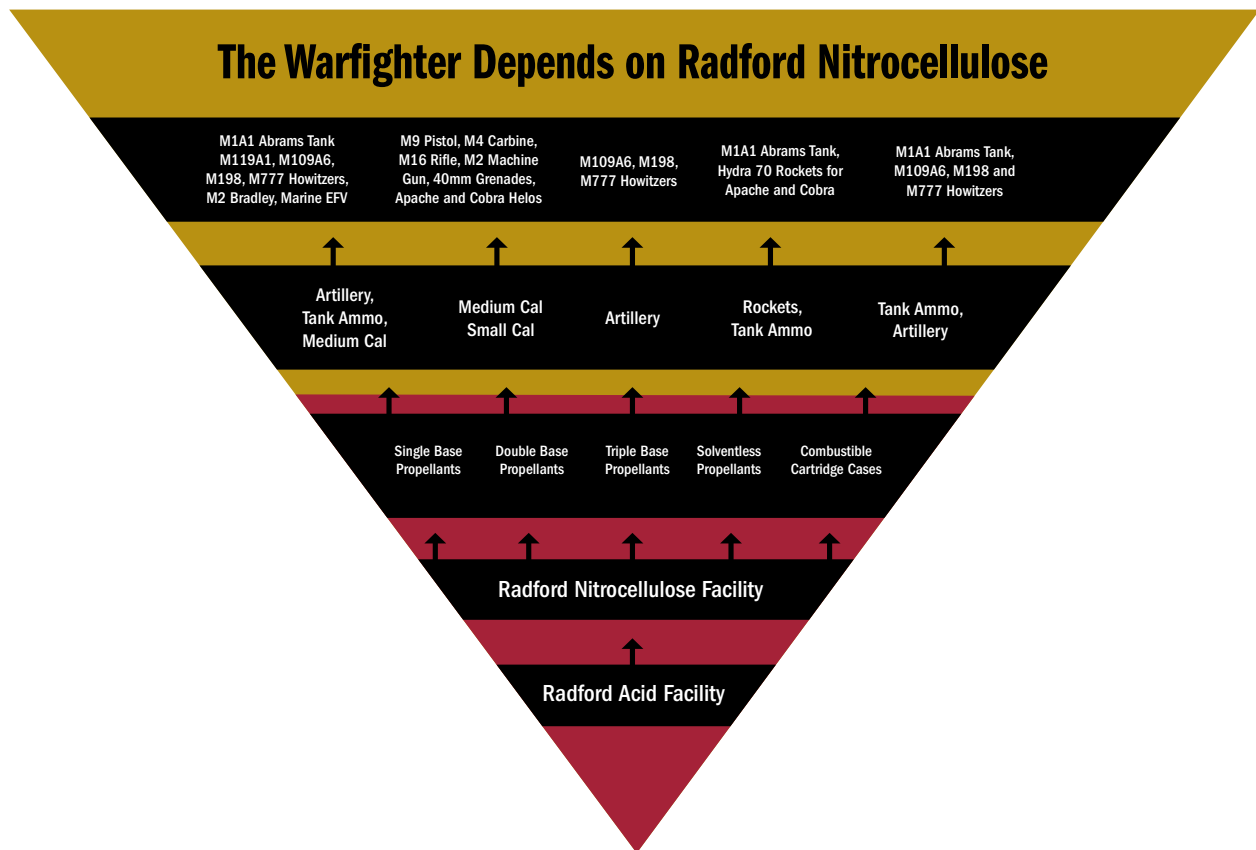 The Warfighter Depends on Radford Nitrocellulose
M1A1 Abrams Tank
M119A1, M109A6,
M198, M777 Howitzers,
M2 Bradley, Marine EFV
M9 Pistol, M4 Carbine,
M16 Rifle, M2 Machine
Gun, 40mm Grenades,
Apache and Cobra Helos
M109A6, M198,
M777 Howitzers
M1A1 Abrams Tank,
Hydra 70 Rockets for
Apache and Cobra
M1A1 Abrams Tank,
M109A6, M198 and
M777 Howitzers
Artillery,
Tank Ammo,
Medium Cal
Medium Cal
Small Cal
Artillery
Rockets,
Tank Ammo
Tank Ammo,
Artillery
Single Base
Propellants
Double Base
Propellants
Triple Base
Propellants
Solventless
Propellants
Combustible
Cartridge Cases
Radford Nitrocellulose Facility
Radford Acid Facility